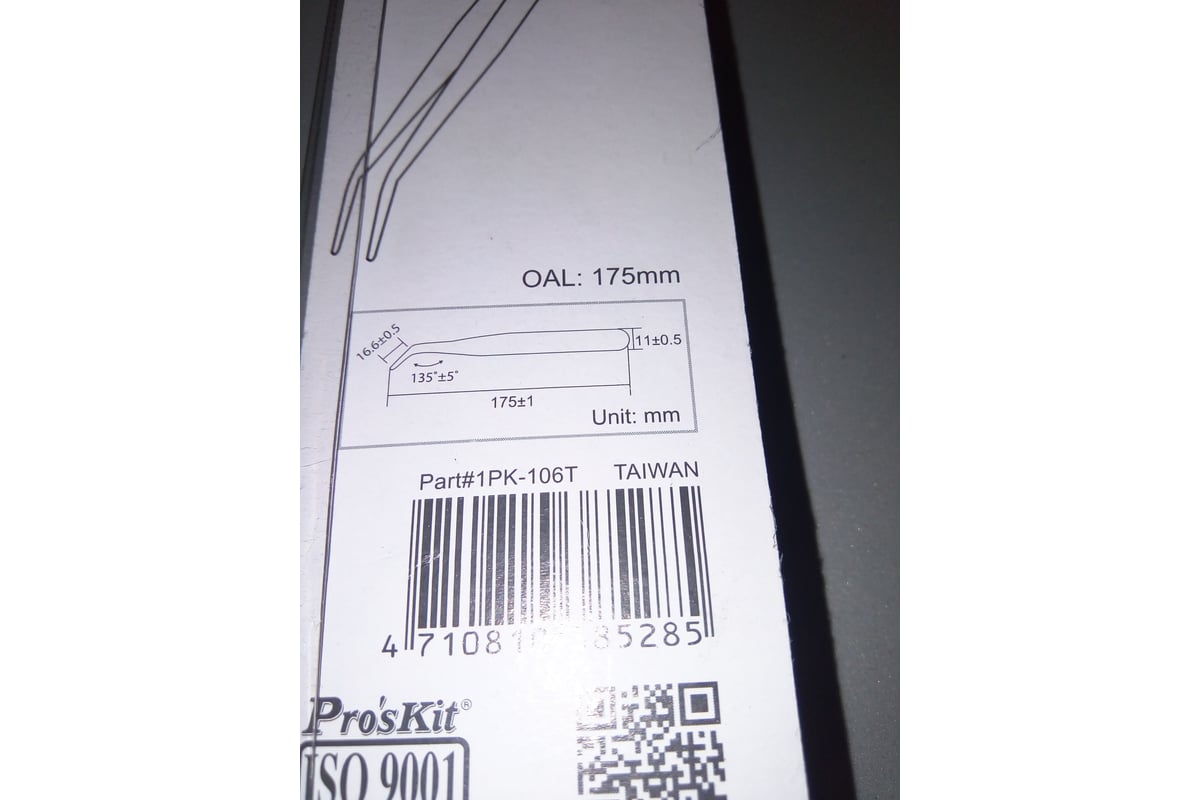 OAL: 175mm
16.6±0.5
11±0.5
135°±5°
175±1
Unit: mm
Part#1PK-106T TAIWAN
Pro'sKit®
ISO 9001